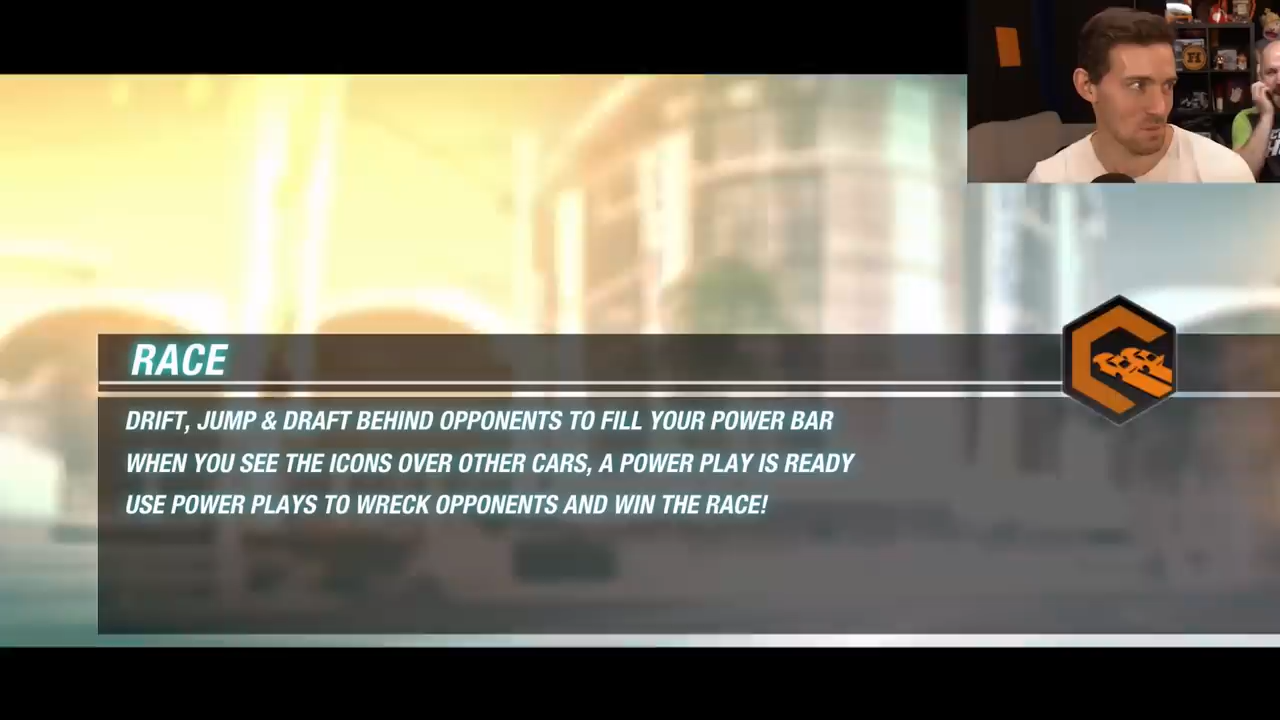 RACE
DRIFT, JUMP & DRAFT BEHIND OPPONENTS TO FILL YOUR POWER BAR
WHEN YOU SEE THE ICONS OVER OTHER CARS, A POWER PLAY IS READY
USE POWER PLAYS TO WRECK OPPONENTS AND WIN THE RACE!